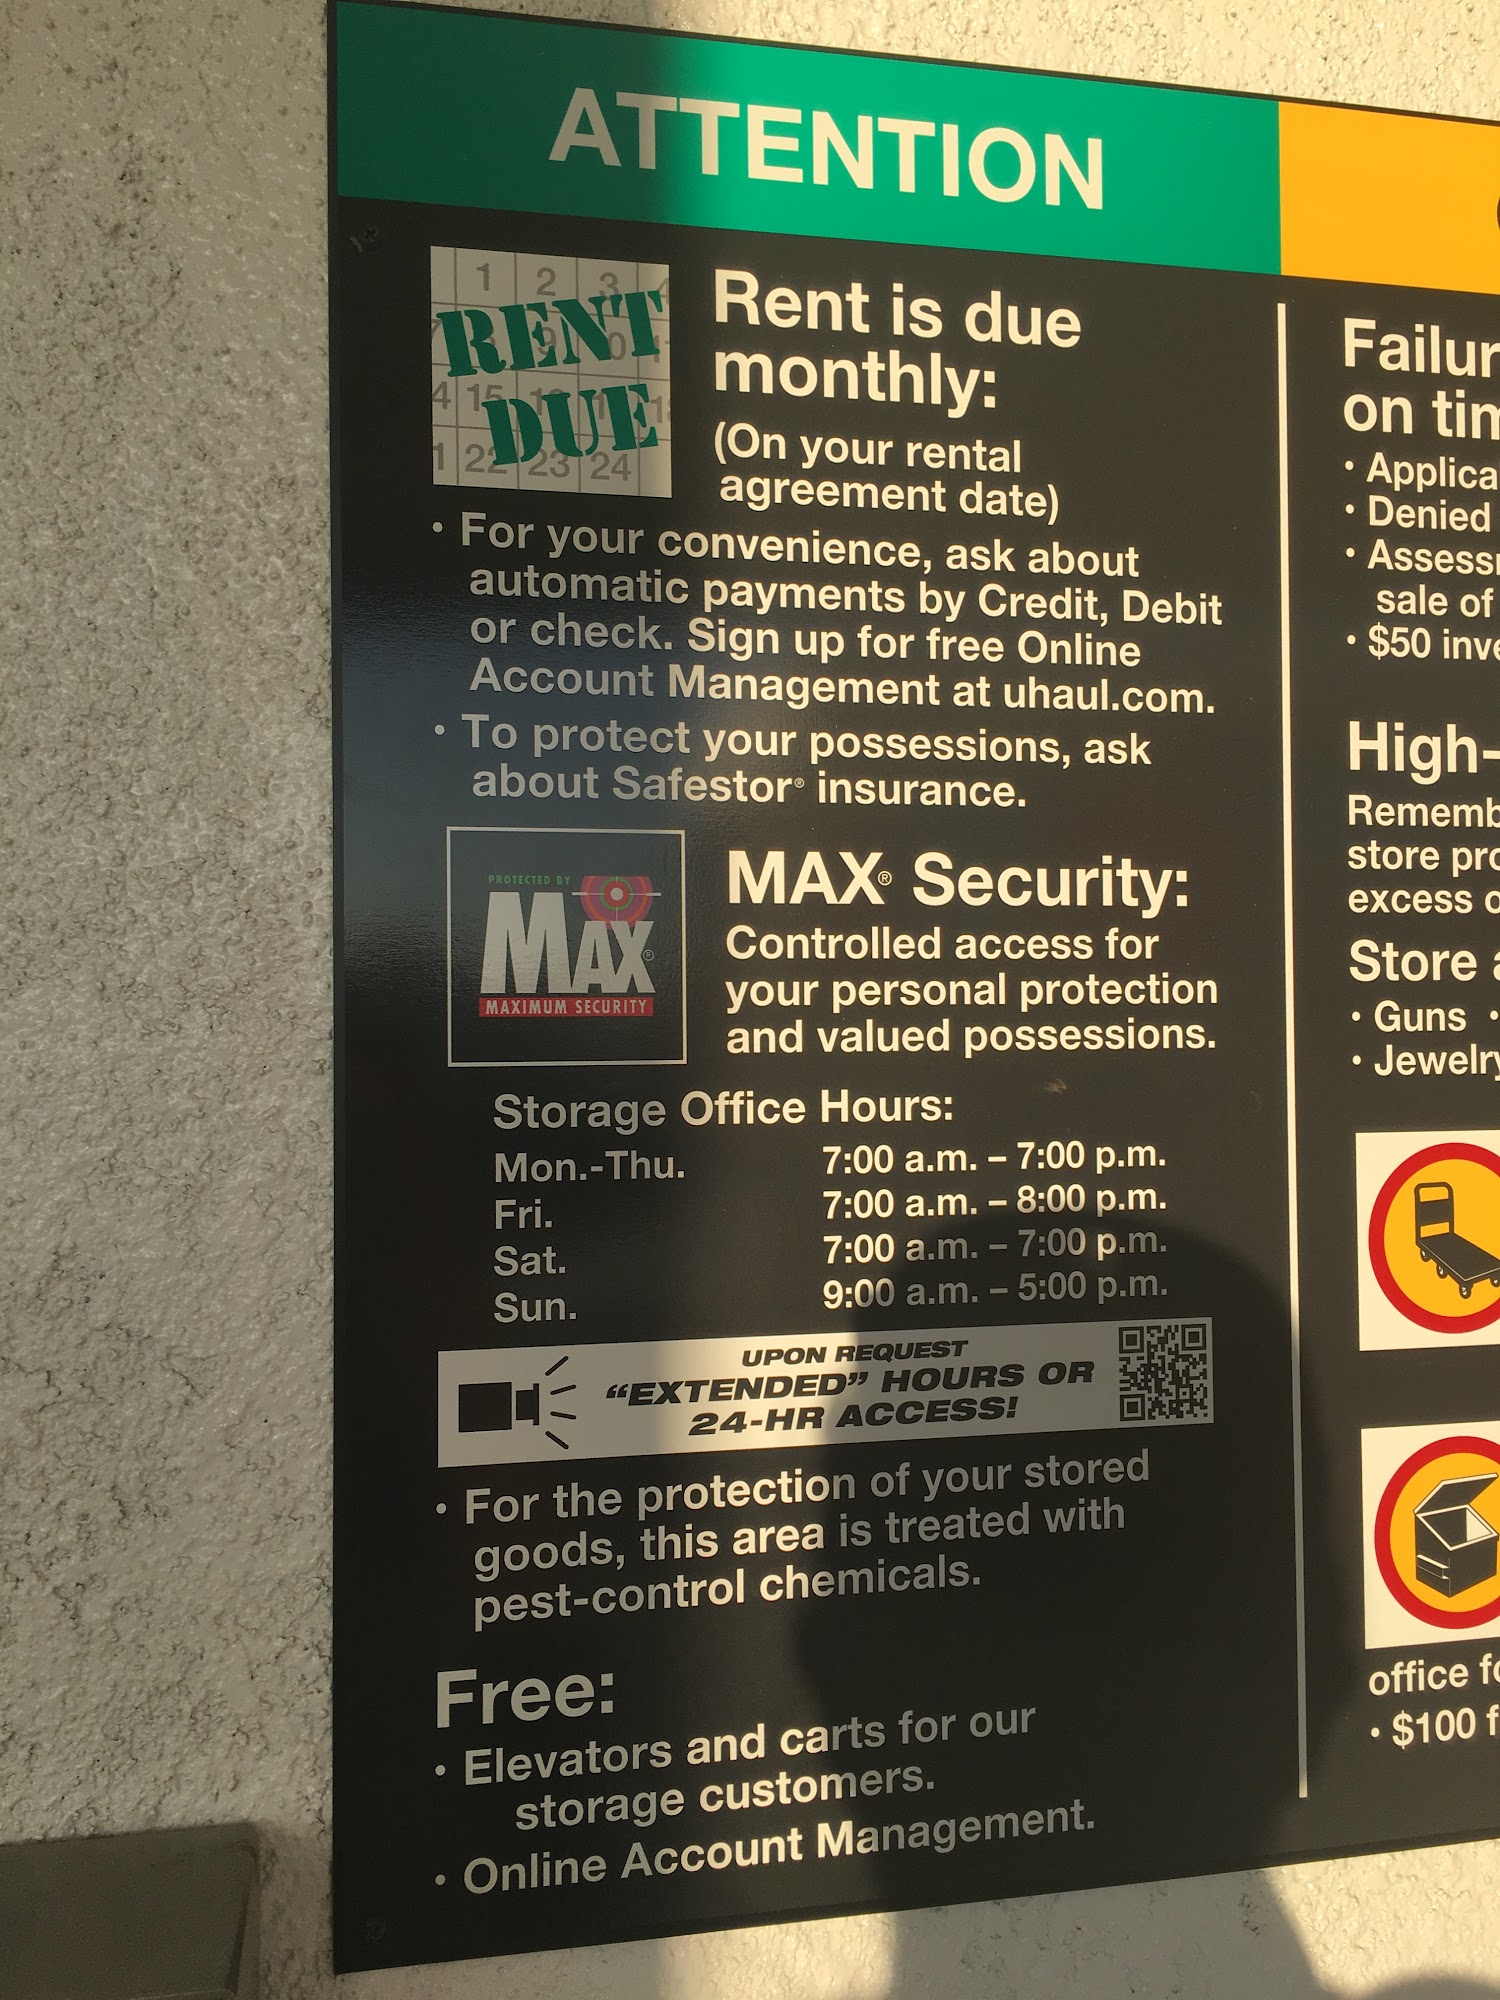 ATTENTION
1 2 3
RENT
DUE
22 23 24
Rent is due
monthly:
(On your rental
agreement date)
• For your convenience, ask about
automatic payments by Credit, Debit
or check. Sign up for free Online
Account Management at uhaul.com.
• To protect your possessions, ask
about Safestor® insurance.
PROTECTED BY
MAX®
MAXIMUM SECURITY
MAX® Security:
Controlled access for
your personal protection
and valued possessions.
Storage Office Hours:
Mon.-Thu. 7:00 a.m. – 7:00 p.m.
Fri. 7:00 a.m. – 8:00 p.m.
Sat. 7:00 a.m. – 7:00 p.m.
Sun. 9:00 a.m. – 5:00 p.m.
UPON REQUEST
“EXTENDED” HOURS OR
24-HR ACCESS!
• For the protection of your stored
goods, this area is treated with
pest-control chemicals.
Free:
• Elevators and carts for our
storage customers.
• Online Account Management.
Failur
on tim
• Applica
• Denied
• Assess
sale of
• $50 inve
High-
Rememb
store pro
excess o
Store a
• Guns •
• Jewelry
office fo
• $100 f